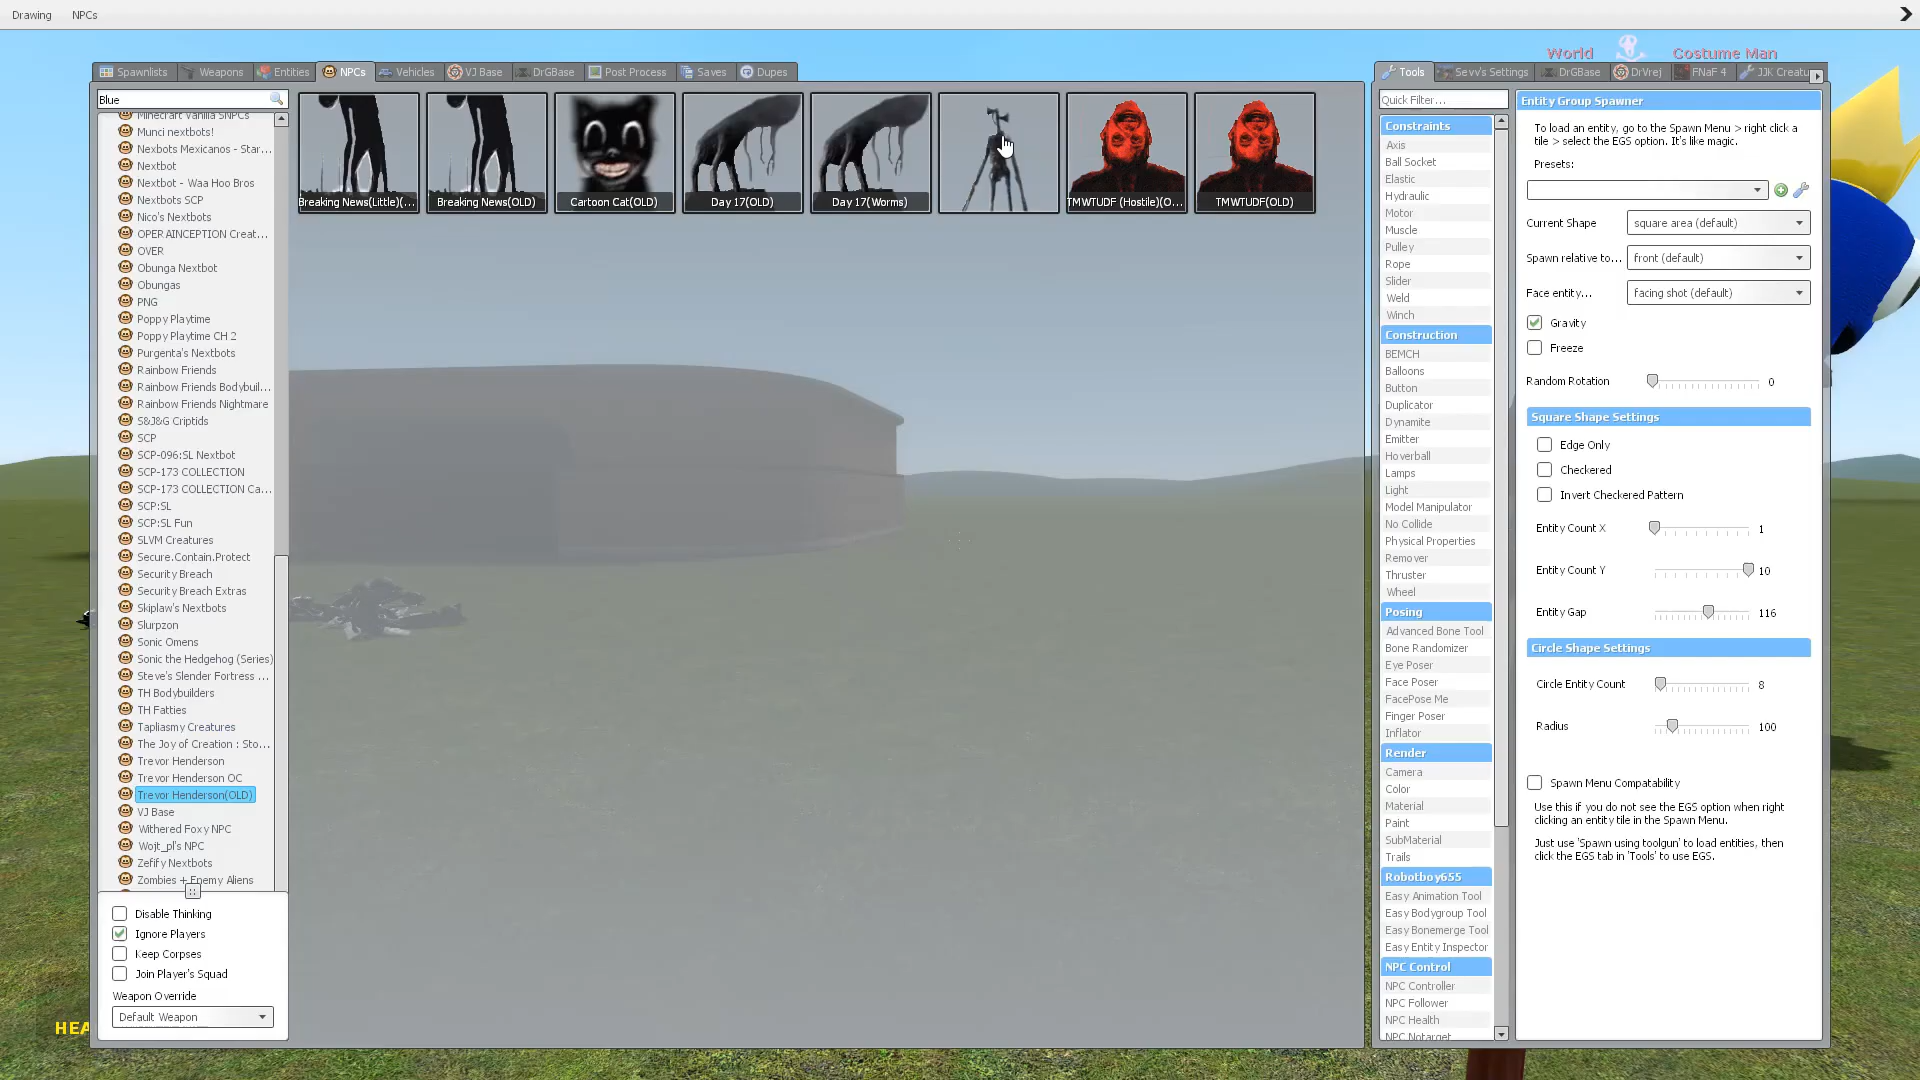 Drawing
NPCs
World
Costume Man
Spawnlists
Weapons
Entities
NPCs
Vehicles
VJ Base
DrGBase
Post Process
Saves
Dupes
Tools
Sevv's Settings
DrGBase
DrVrej
FNaF 4
JJK Creatu
Blue
Minecraft Vanilla SNPCs
Munci nextbots!
Nexbots Mexicanos - Star...
Nextbot
Nextbot - Waa Hoo Bros
Nextbots SCP
Nico's Nextbots
OPER AINCEPTION Creat...
OVER
Obunga Nextbot
Obungas
PNG
Poppy Playtime
Poppy Playtime CH 2
Purgenta's Nextbots
Rainbow Friends
Rainbow Friends Bodybuil...
Rainbow Friends Nightmare
S&J&G Criptids
SCP
SCP-096:SL Nextbot
SCP-173 COLLECTION
SCP-173 COLLECTION Ca...
SCP:SL
SCP:SL Fun
SLVM Creatures
Secure.Contain.Protect
Security Breach
Security Breach Extras
Skiplaw's Nextbots
Slurpzon
Sonic Omens
Sonic the Hedgehog (Series)
Steve's Slender Fortress ...
TH Bodybuilders
TH Fatties
Tapliasmy Creatures
The Joy of Creation : Sto...
Trevor Henderson
Trevor Henderson OC
Trevor Henderson(OLD)
VJ Base
Withered Foxy NPC
Wojt_pl's NPC
Zefify Nextbots
Zombies + Enemy Aliens
Disable Thinking
Ignore Players
Keep Corpses
Join Player's Squad
Weapon Override
Default Weapon
HEA
Breaking News(Little)(...
Breaking News(OLD)
Cartoon Cat(OLD)
Day 17(OLD)
Day 17(Worms)
TMWTUDF (Hostile)(O...
TMWTUDF(OLD)
Quick Filter...
Constraints
Axis
Ball Socket
Elastic
Hydraulic
Motor
Muscle
Pulley
Rope
Slider
Weld
Winch
Construction
BEMCH
Balloons
Button
Duplicator
Dynamite
Emitter
Hoverball
Lamps
Light
Model Manipulator
No Collide
Physical Properties
Remover
Thruster
Wheel
Posing
Advanced Bone Tool
Bone Randomizer
Eye Poser
Face Poser
FacePose Me
Finger Poser
Inflator
Render
Camera
Color
Material
Paint
SubMaterial
Trails
Robotboy655
Easy Animation Tool
Easy Bodygroup Tool
Easy Bonemerge Tool
Easy Entity Inspector
NPC Control
NPC Controller
NPC Follower
NPC Health
NPC Notarget
Entity Group Spawner
To load an entity, go to the Spawn Menu > right click a
tile > select the EGS option. It's like magic.
Presets:
Current Shape
square area (default)
Spawn relative to...
front (default)
Face entity...
facing shot (default)
Gravity
Freeze
Random Rotation
0
Square Shape Settings
Edge Only
Checkered
Invert Checkered Pattern
Entity Count X
1
Entity Count Y
10
Entity Gap
116
Circle Shape Settings
Circle Entity Count
8
Radius
100
Spawn Menu Compatability
Use this if you do not see the EGS option when right
clicking an entity tile in the Spawn Menu.
Just use 'Spawn using toolgun' to load entities, then
click the EGS tab in 'Tools' to use EGS.